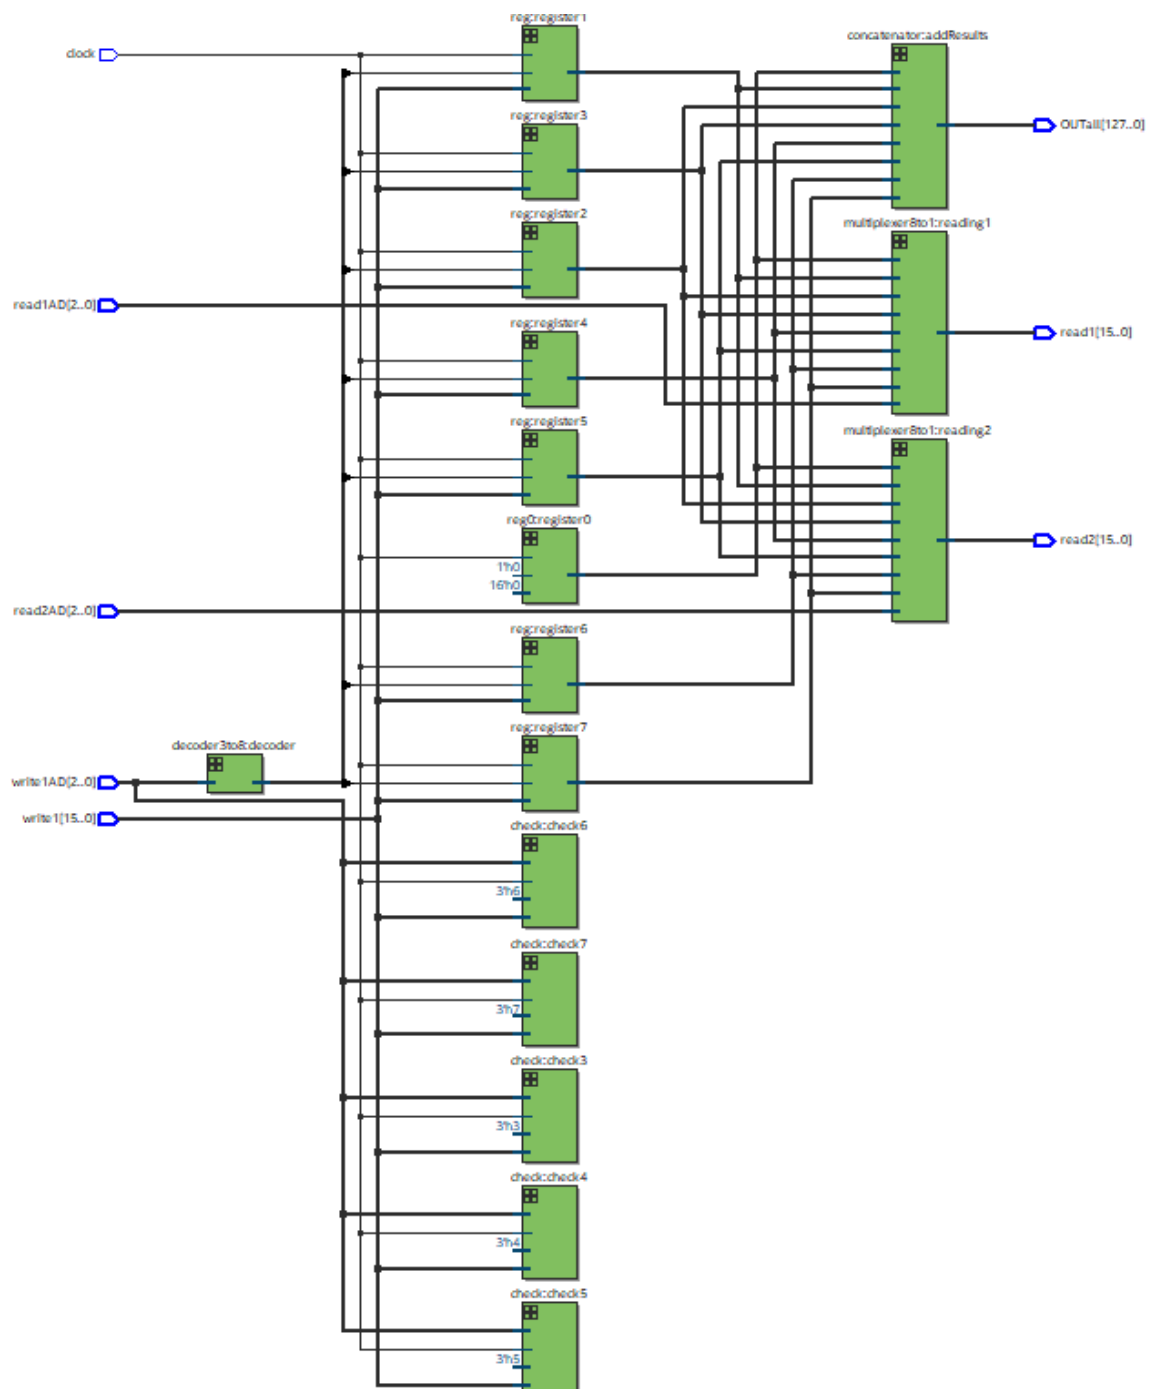 reg:register1
concatenator:addResults
clock
reg:register3
OUTall[127..0]
reg:register2
multiplexer8to1:reading1
read1AD[2..0]
reg:register4
read1[15..0]
reg:register5
multiplexer8to1:reading2
reg0:register0
read2[15..0]
1'h0
16'h0
read2AD[2..0]
reg:register6
reg:register7
decoder3to8:decoder
write1AD[2..0]
write1[15..0]
check:check6
3'h6
check:check7
3'h7
check:check3
3'h3
check:check4
3'h4
check:check5
3'h5